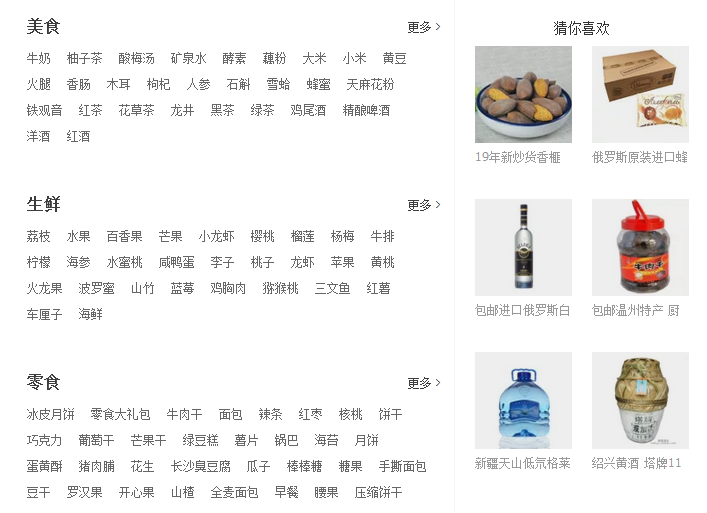 美食
更多
牛奶 柚子茶 酸梅汤 矿泉水 酵素 藕粉 大米 小米 黄豆
火腿 香肠 木耳 枸杞 人参 石斛 雪蛤 蜂蜜 天麻花粉
铁观音 红茶 花草茶 龙井 黑茶 绿茶 鸡尾酒 精酿啤酒
洋酒 红酒
生鲜
更多
荔枝 水果 百香果 芒果 小龙虾 樱桃 榴莲 杨梅 牛排
柠檬 海参 水蜜桃 咸鸭蛋 李子 桃子 龙虾 苹果 黄桃
火龙果 波罗蜜 山竹 蓝莓 鸡胸肉 猕猴桃 三文鱼 红薯
车厘子 海鲜
零食
更多
冰皮月饼 零食大礼包 牛肉干 面包 辣条 红枣 核桃 饼干
巧克力 葡萄干 芒果干 绿豆糕 薯片 锅巴 海苔 月饼
蛋黄酥 猪肉脯 花生 长沙臭豆腐 瓜子 棒棒糖 糖果 手撕面包
豆干 罗汉果 开心果 山楂 全麦面包 早餐 腰果 压缩饼干
猜你喜欢
19年新炒货香榧
俄罗斯原装进口蜂
包邮进口俄罗斯白
包邮温州特产 厨
新疆天山低氘格莱
绍兴黄酒 塔牌11